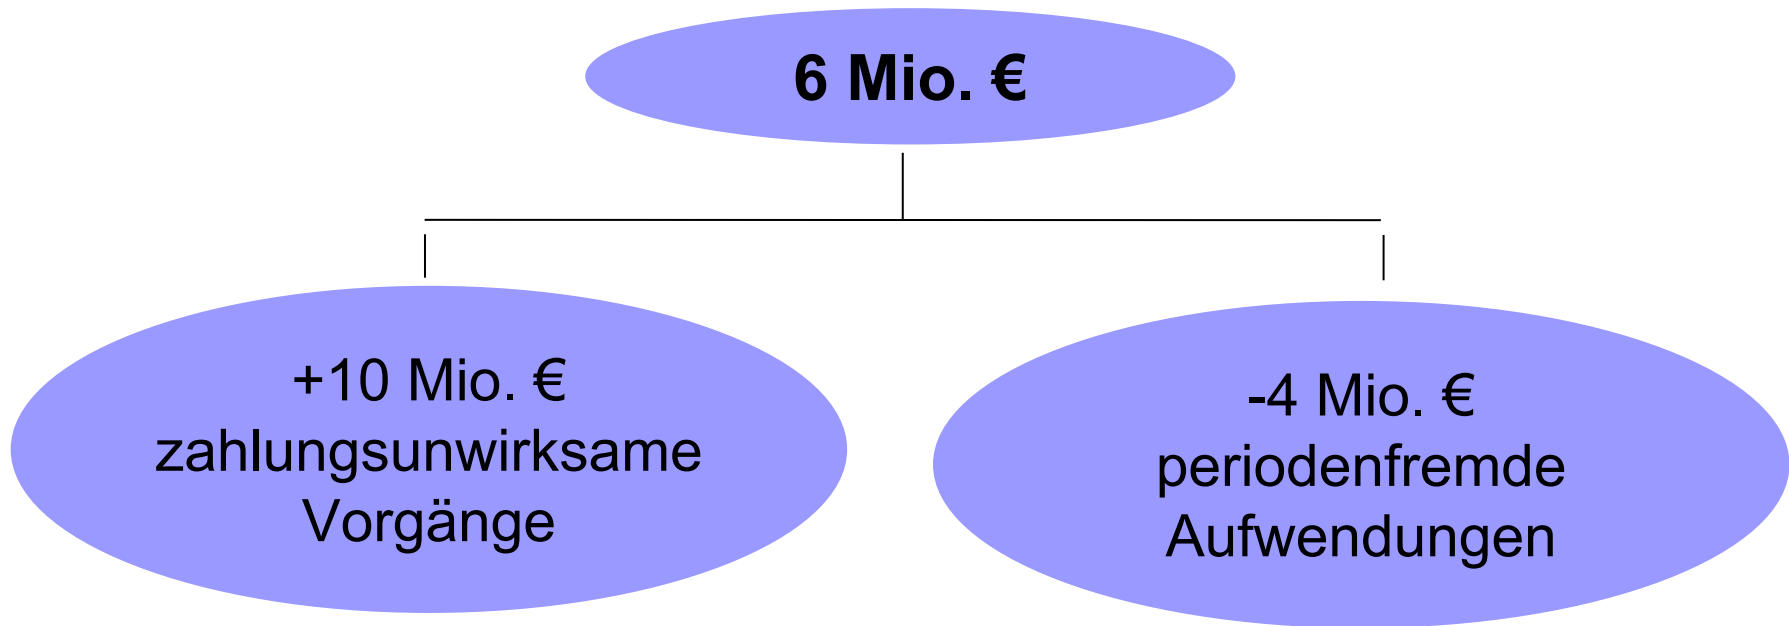 6 Mio. €
+10 Mio. €
zahlungsunwirksame
Vorgänge
-4 Mio. €
periodenfremde
Aufwendungen